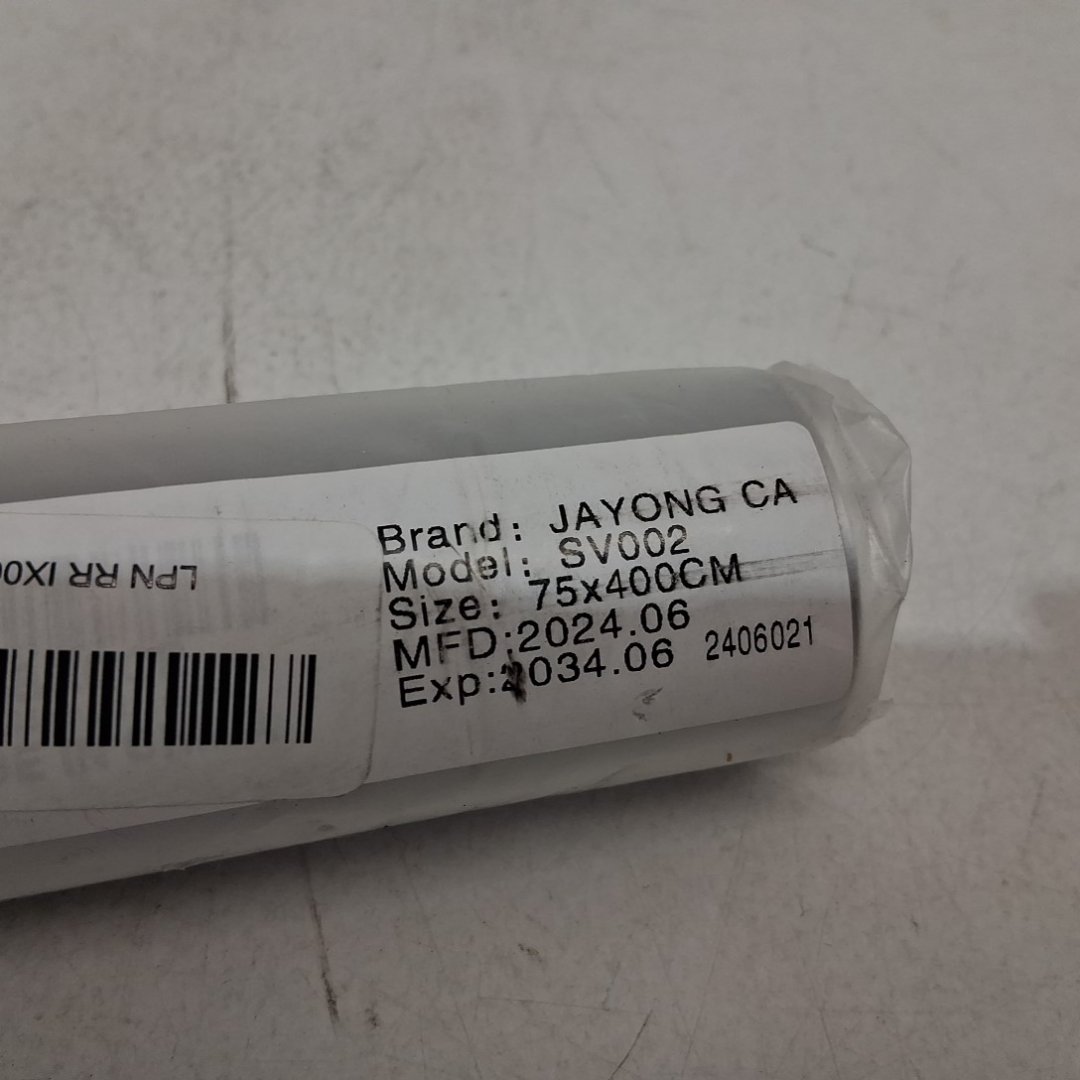 Brand: JAYONG CA
Model: SV002
Size: 75x400CM
MFD:2024.06
Exp:2034.06 2406021
LPN RR IX0